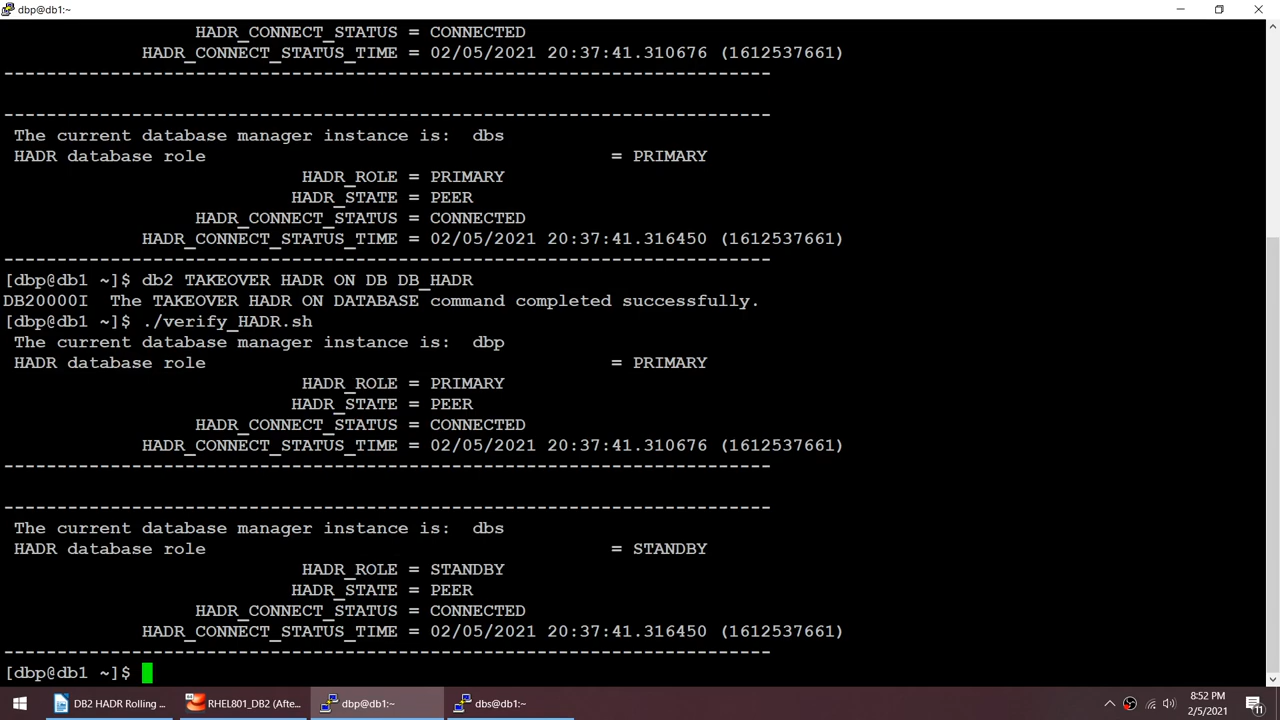 dbp@db1:~
HADR_CONNECT_STATUS = CONNECTED
HADR_CONNECT_STATUS_TIME = 02/05/2021 20:37:41.310676 (1612537661)
------------------------------------------------------------------------
------------------------------------------------------------------------
The current database manager instance is:  dbs
HADR database role = PRIMARY
HADR_ROLE = PRIMARY
HADR_STATE = PEER
HADR_CONNECT_STATUS = CONNECTED
HADR_CONNECT_STATUS_TIME = 02/05/2021 20:37:41.316450 (1612537661)
------------------------------------------------------------------------
[dbp@db1 ~]$ db2 TAKEOVER HADR ON DB DB_HADR
DB20000I  The TAKEOVER HADR ON DATABASE command completed successfully.
[dbp@db1 ~]$ ./verify_HADR.sh
The current database manager instance is:  dbp
HADR database role = PRIMARY
HADR_ROLE = PRIMARY
HADR_STATE = PEER
HADR_CONNECT_STATUS = CONNECTED
HADR_CONNECT_STATUS_TIME = 02/05/2021 20:37:41.310676 (1612537661)
------------------------------------------------------------------------
------------------------------------------------------------------------
The current database manager instance is:  dbs
HADR database role = STANDBY
HADR_ROLE = STANDBY
HADR_STATE = PEER
HADR_CONNECT_STATUS = CONNECTED
HADR_CONNECT_STATUS_TIME = 02/05/2021 20:37:41.316450 (1612537661)
------------------------------------------------------------------------
[dbp@db1 ~]$
DB2 HADR Rolling ... RHEL801_DB2 (Afte... dbp@db1:~ dbs@db1:~ 8:52 PM
2/5/2021 11